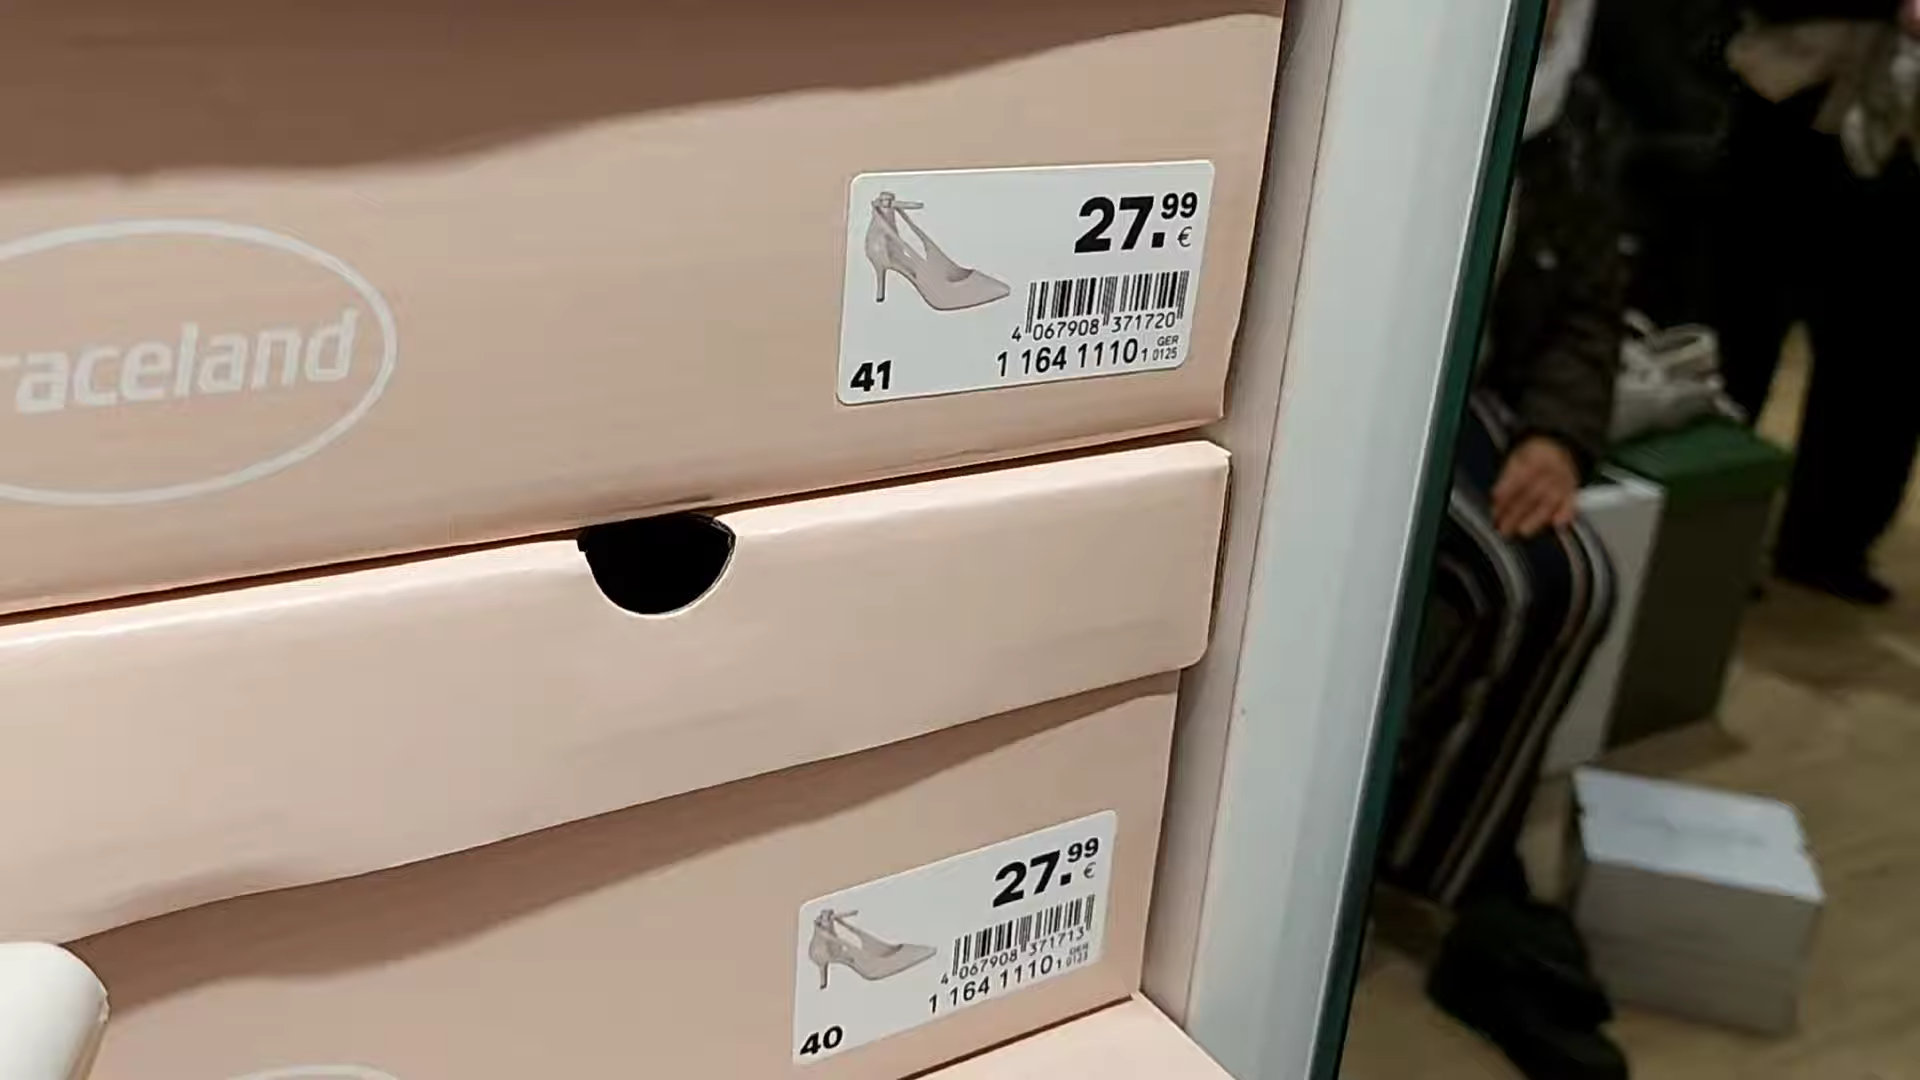 raceland
27.99 €
4 067908 371720
41
1 164 1110 1 GER 0125
27.99 €
4 067908 371713
40
1 164 1110 1